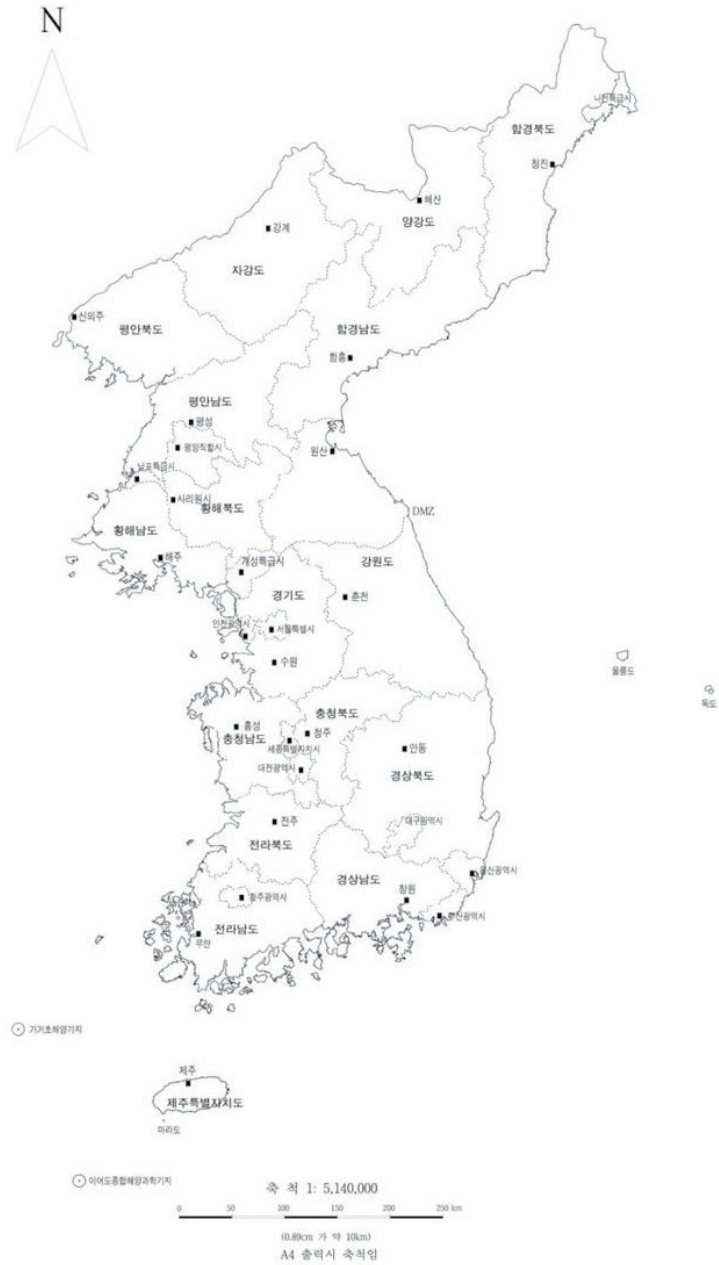 N
나진특급시
함경북도
청진
혜산
양강도
강계
자강도
신의주
평안북도
함경남도
함흥
평안남도
평성
평양직할시
원산
남포특급시
사리원시
황해북도
DMZ
황해남도
해주
개성특급시
강원도
경기도
춘천
인천광역시
서울특별시
수원
울릉도
독도
충청북도
홍성
청주
충청남도
세종특별자치시
안동
대전광역시
경상북도
전주
대구광역시
전라북도
울산광역시
경상남도
창원
광주광역시
부산광역시
전라남도
무안
가거초해양기지
제주
제주특별자치도
마라도
이어도종합해양과학기지
축 척 1: 5,140,000
0 50 100 150 200 250 km
(0.89cm 가 약 10km)
A4 출력시 축척임